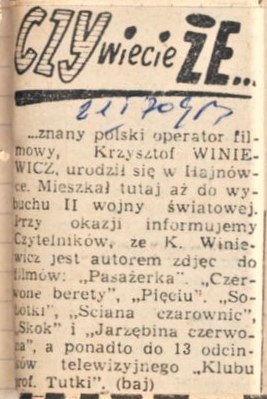 CZY wiecie ŻE...
21 I 70
...znany polski operator fil-
mowy, Krzysztof WINIE-
WICZ, urodził się w Hajnów-
ce. Mieszkał tutaj aż do wy-
buchu II wojny światowej.
Przy okazji informujemy
Czytelników, że K. Winie-
wicz jest autorem zdjęć do
filmów: „Pasażerka". „Czer-
wone berety", „Pięciu". „So-
bótki", „Ściana czarownic",
„Skok" i „Jarzębina czerwo-
na", a ponadto do 13 odcin-
ków telewizyjnego „Klubu
prof. Tutki". (baj)